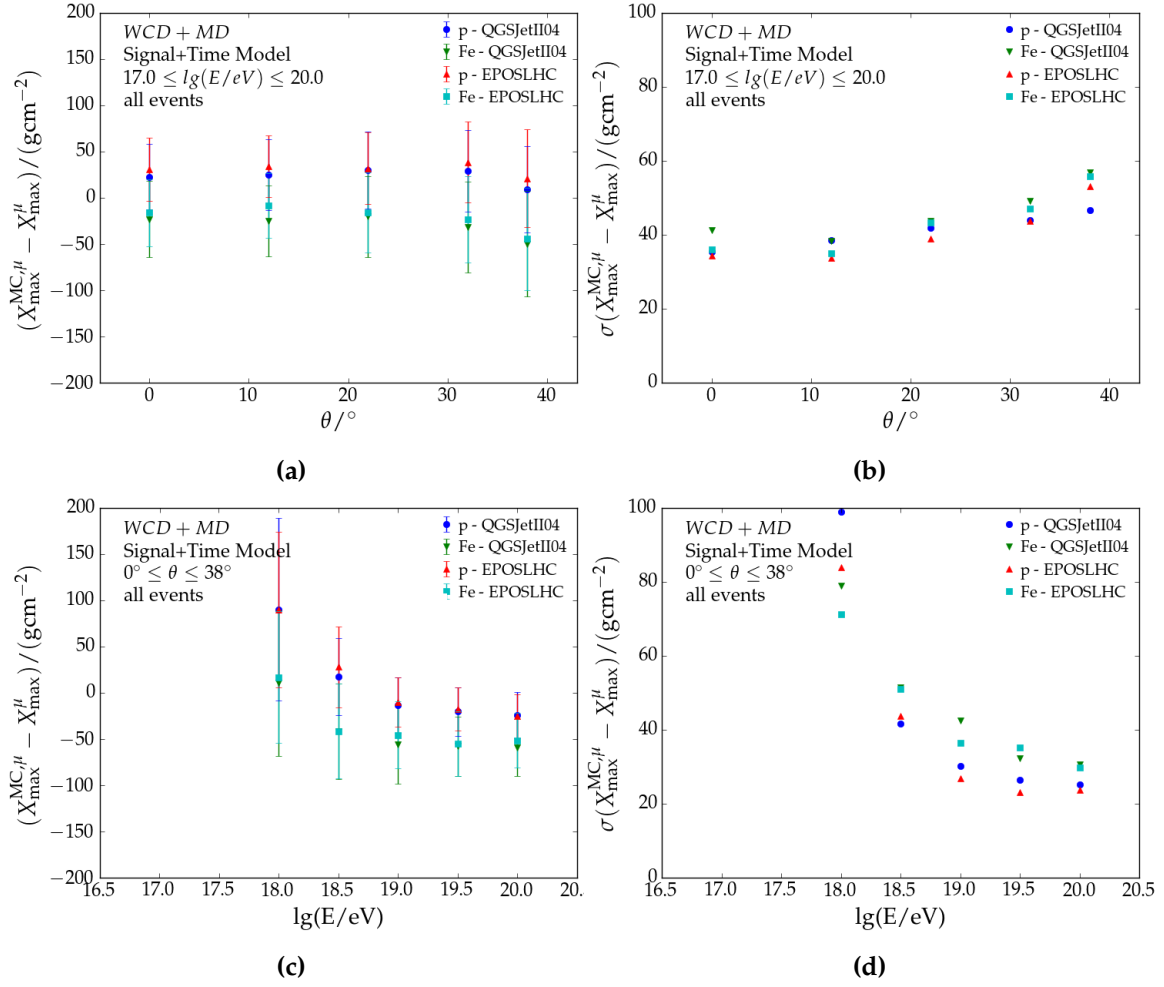 WCD + MD
Signal+Time Model
17.0 ≤ lg(E/eV) ≤ 20.0
all events
p - QGSJetII04
Fe - QGSJetII04
p - EPOSLHC
Fe - EPOSLHC
200
150
100
50
0
−50
−100
−150
−200
(X_max^{MC,μ} − X_max^μ)/(gcm^{−2})
0
10
20
30
40
θ/°
(a)
WCD + MD
Signal+Time Model
17.0 ≤ lg(E/eV) ≤ 20.0
all events
p - QGSJetII04
Fe - QGSJetII04
p - EPOSLHC
Fe - EPOSLHC
100
80
60
40
20
0
σ(X_max^{MC,μ} − X_max^μ)/(gcm^{−2})
0
10
20
30
40
θ/°
(b)
WCD + MD
Signal+Time Model
0° ≤ θ ≤ 38°
all events
p - QGSJetII04
Fe - QGSJetII04
p - EPOSLHC
Fe - EPOSLHC
200
150
100
50
0
−50
−100
−150
−200
(X_max^{MC,μ} − X_max^μ)/(gcm^{−2})
16.5
17.0
17.5
18.0
18.5
19.0
19.5
20.0
20.
lg(E/eV)
(c)
WCD + MD
Signal+Time Model
0° ≤ θ ≤ 38°
all events
p - QGSJetII04
Fe - QGSJetII04
p - EPOSLHC
Fe - EPOSLHC
100
80
60
40
20
0
σ(X_max^{MC,μ} − X_max^μ)/(gcm^{−2})
16.5
17.0
17.5
18.0
18.5
19.0
19.5
20.0
20.5
lg(E/eV)
(d)